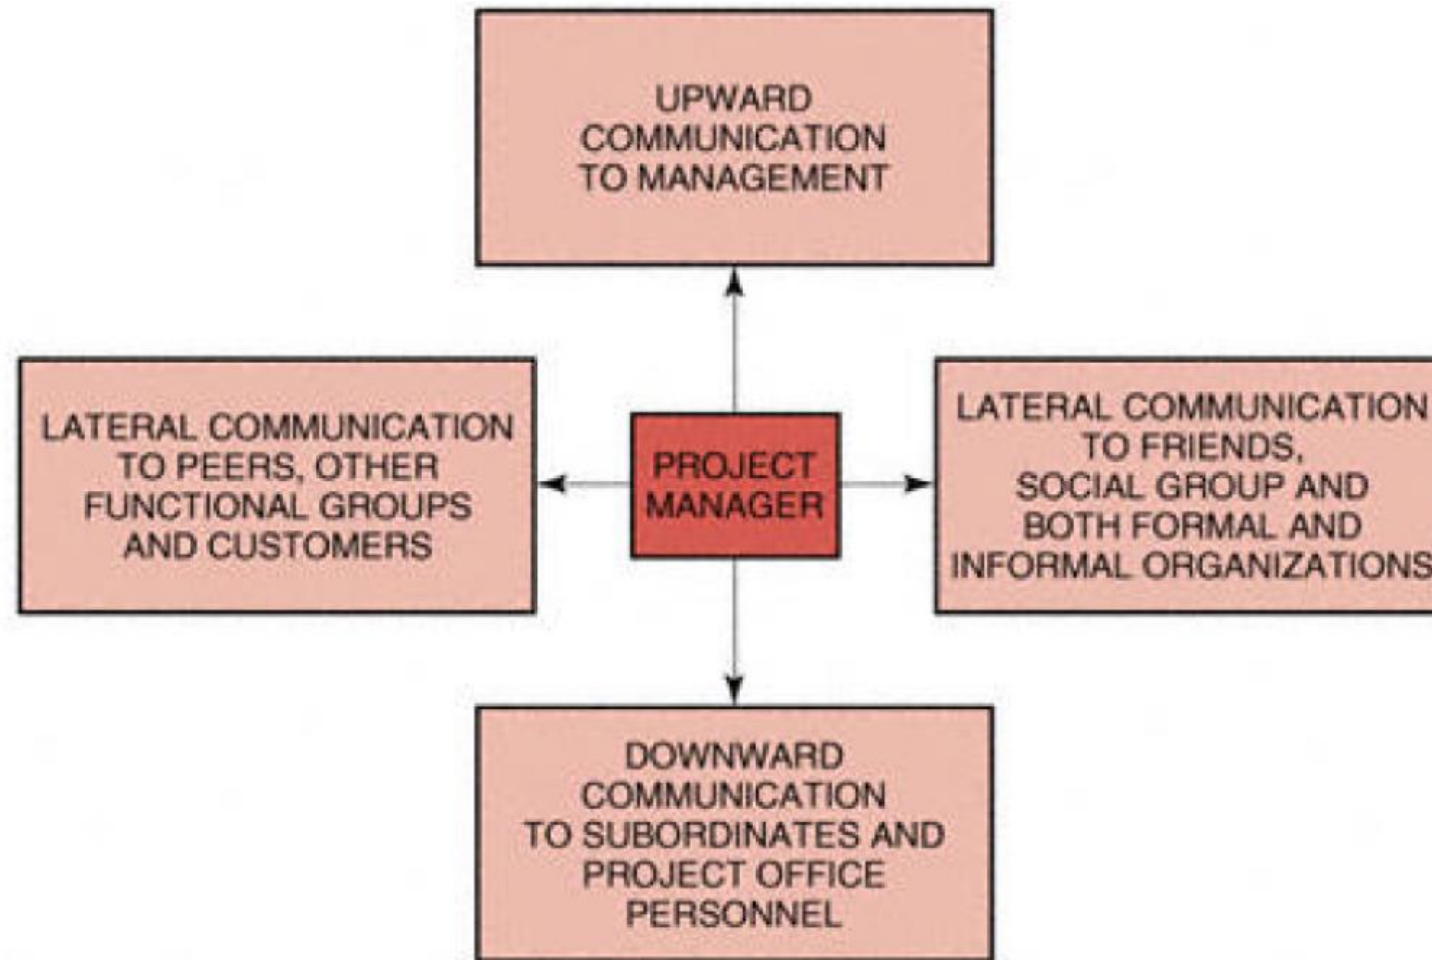 UPWARD
COMMUNICATION
TO MANAGEMENT
LATERAL COMMUNICATION
TO PEERS, OTHER
FUNCTIONAL GROUPS
AND CUSTOMERS
PROJECT
MANAGER
LATERAL COMMUNICATION
TO FRIENDS,
SOCIAL GROUP AND
BOTH FORMAL AND
INFORMAL ORGANIZATIONS
DOWNWARD
COMMUNICATION
TO SUBORDINATES AND
PROJECT OFFICE
PERSONNEL